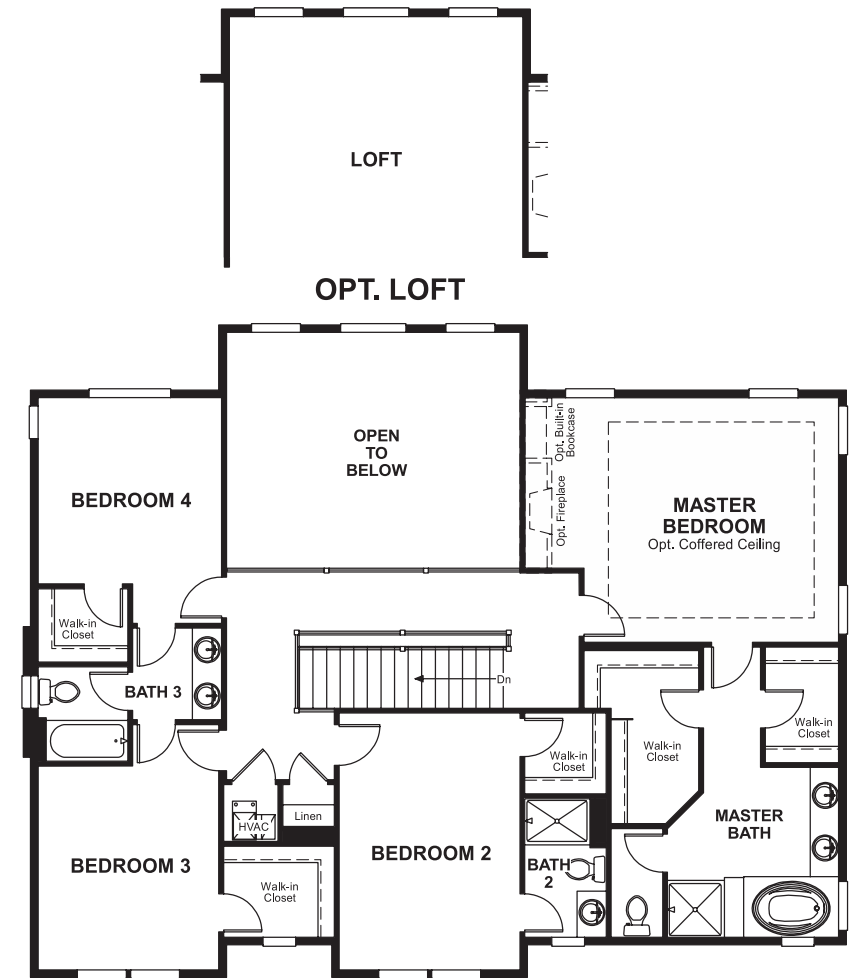 LOFT
OPT. LOFT
OPEN
TO
BELOW
Opt. Built-in
Bookcase
Opt. Fireplace
BEDROOM 4
MASTER
BEDROOM
Opt. Coffered Ceiling
Walk-in
Closet
BATH 3
Dn
Walk-in
Closet
Walk-in
Closet
Walk-in
Closet
HVAC
Linen
MASTER
BATH
BEDROOM 3
BEDROOM 2
BATH
2
Walk-in
Closet